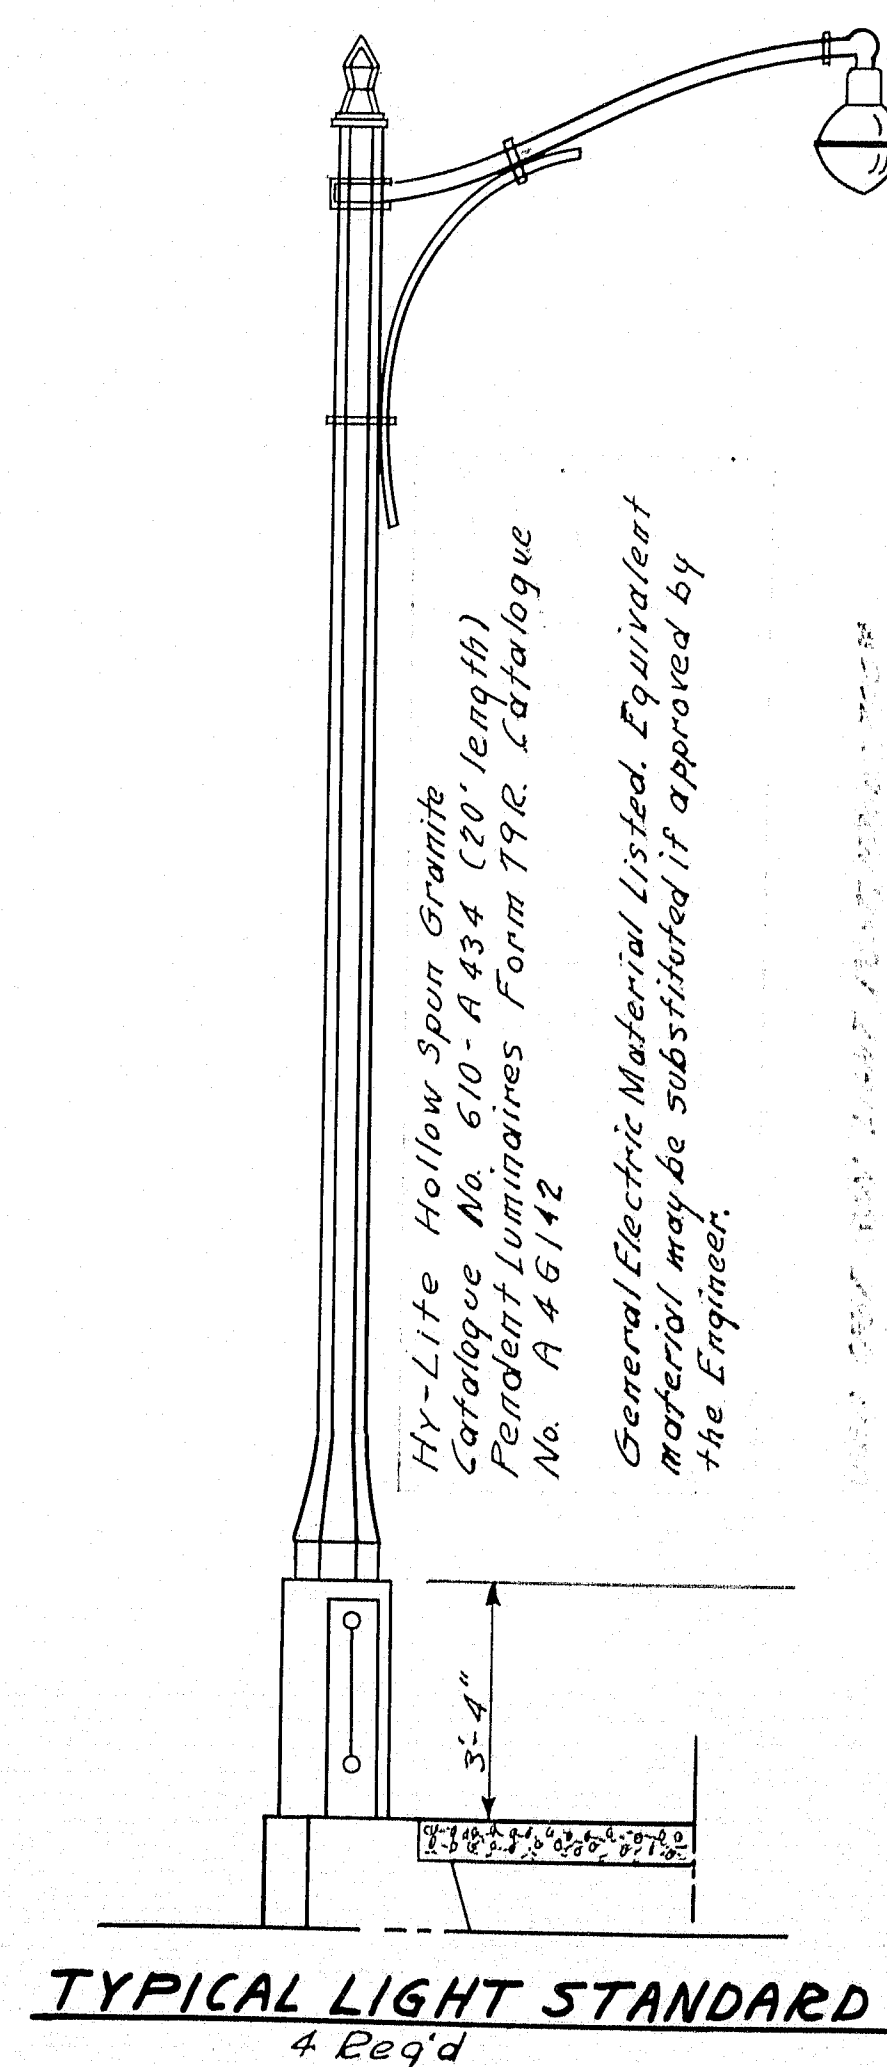 Hy-Lite Hollow Spun Granite
Catalogue No. 610-A434 (20' length)
Pendent Luminaires Form 79R. Catalogue
No. A4G142
General Electric Material Listed. Equivalent
material may be substituted if approved by
the Engineer.
3'-4"
TYPICAL LIGHT STANDARD
4 Req'd